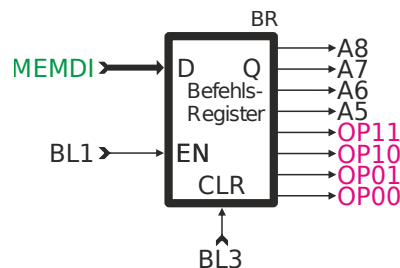 BR
MEMDI
D
Q
Befehls-
Register
BL1
EN
CLR
BL3
A8
A7
A6
A5
OP11
OP10
OP01
OP00